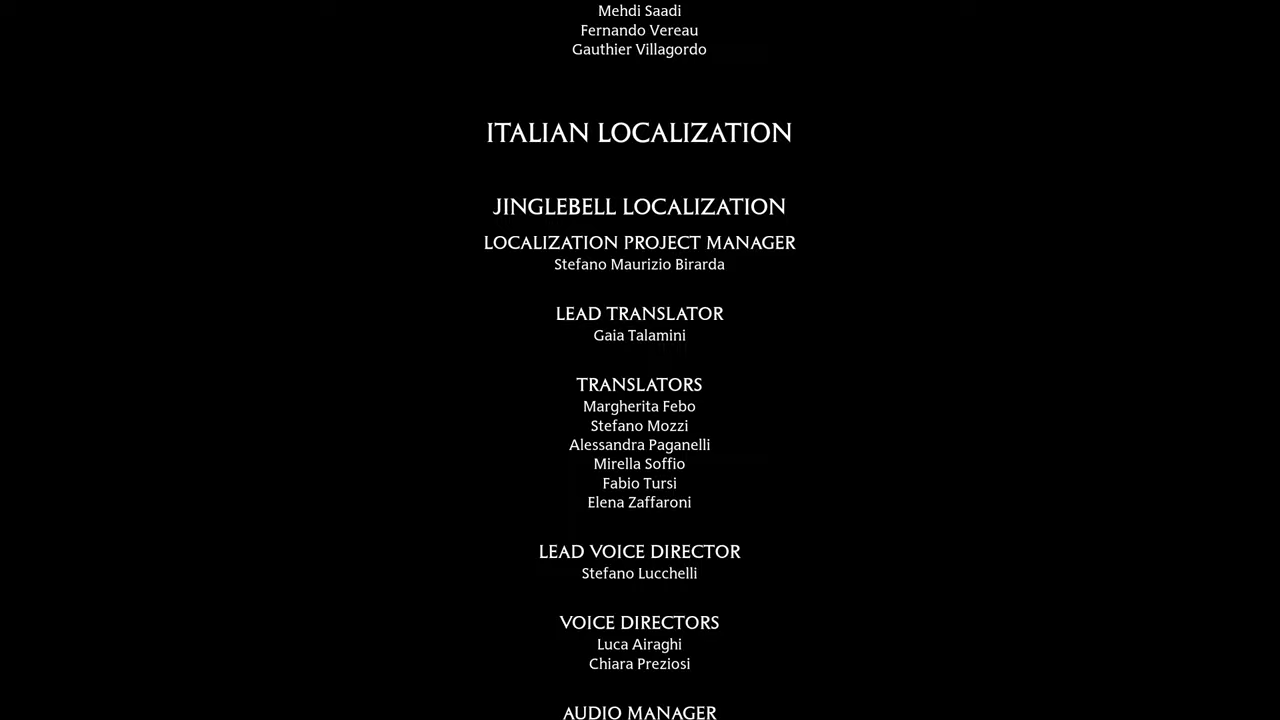 Mehdi Saadi
Fernando Vereau
Gauthier Villagordo
ITALIAN LOCALIZATION
JINGLEBELL LOCALIZATION
LOCALIZATION PROJECT MANAGER
Stefano Maurizio Birarda
LEAD TRANSLATOR
Gaia Talamini
TRANSLATORS
Margherita Febo
Stefano Mozzi
Alessandra Paganelli
Mirella Soffio
Fabio Tursi
Elena Zaffaroni
LEAD VOICE DIRECTOR
Stefano Lucchelli
VOICE DIRECTORS
Luca Airaghi
Chiara Preziosi
AUDIO MANAGER